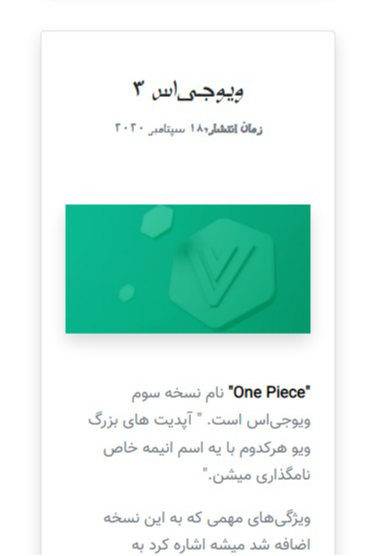 ویوجی‌اس ۳
زمان انتشار,۱۸ سپتامبر ۲۰۲۰
"One Piece" نام نسخه سوم
ویوجی‌اس است. " آپدیت های بزرگ
ویو هرکدوم با یه اسم انیمه خاص
نامگذاری میشن."
ویژگی‌های مهمی که به این نسخه
اضافه شد میشه اشاره کرد به